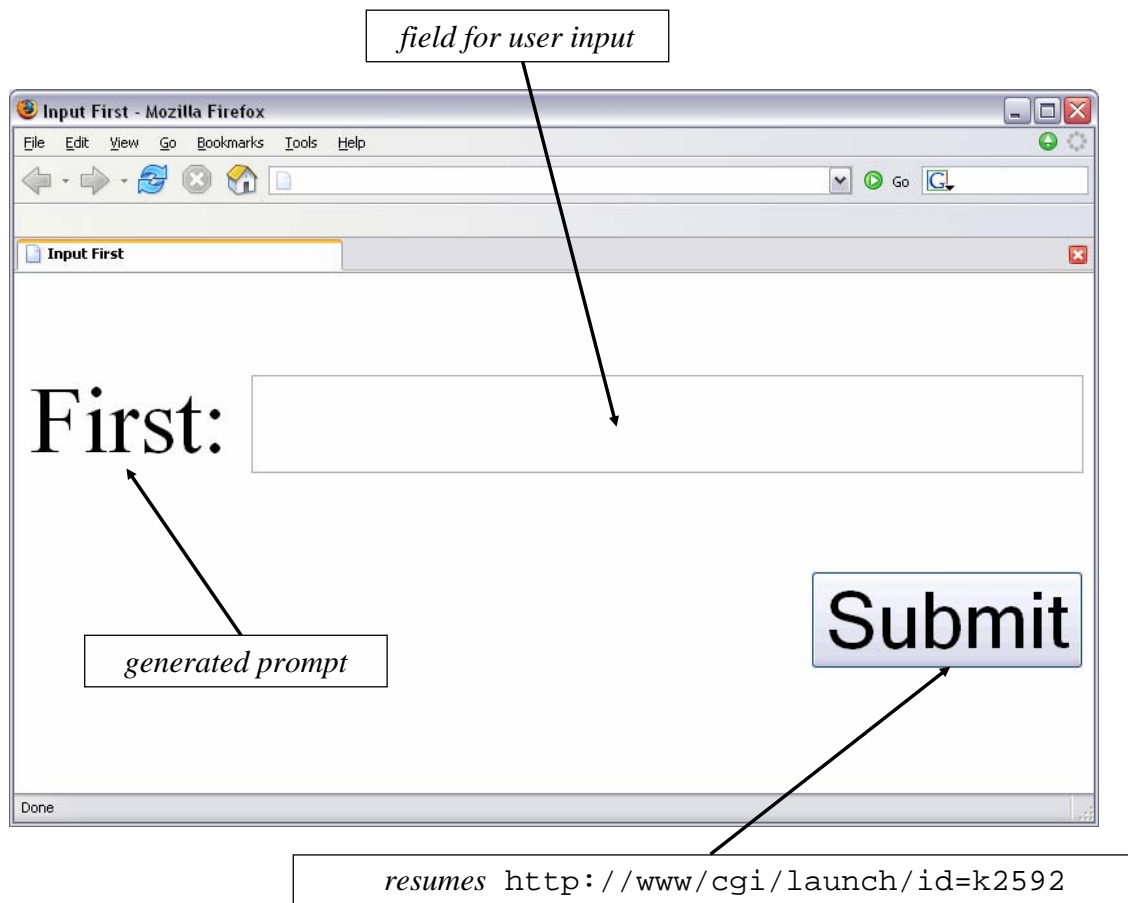 field for user input
Input First - Mozilla Firefox
File Edit View Go Bookmarks Tools Help
Go G
Input First
First:
Submit
generated prompt
Done
resumes http://www/cgi/launch/id=k2592